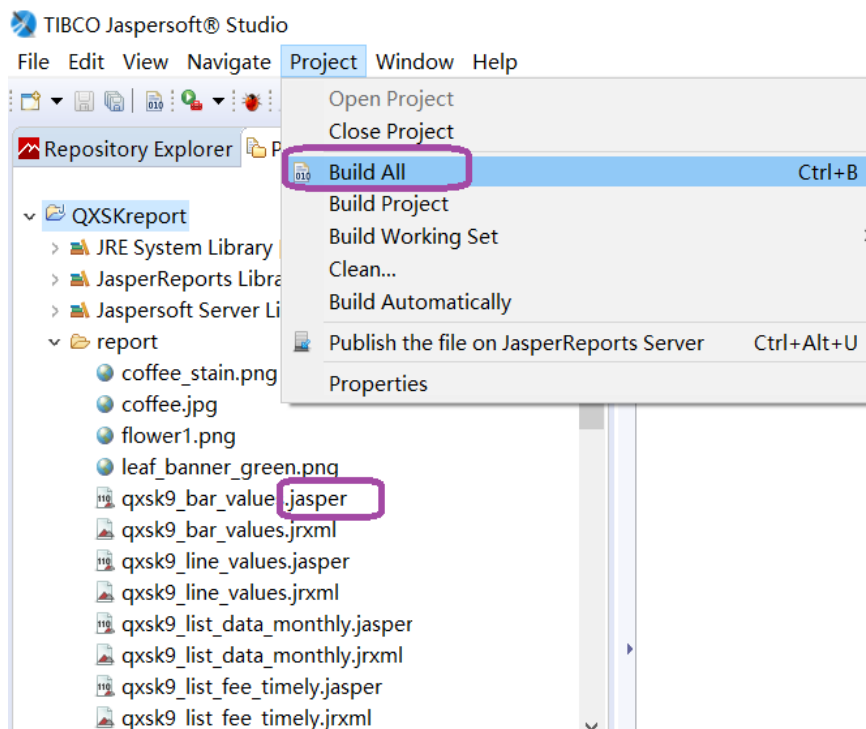 TIBCO Jaspersoft® Studio
File Edit View Navigate Project Window Help
Repository Explorer P
Open Project
Close Project
Build All Ctrl+B
Build Project
Build Working Set
Clean...
Build Automatically
Publish the file on JasperReports Server Ctrl+Alt+U
Properties
QXSKreport
JRE System Library
JasperReports Libra
Jaspersoft Server Li
report
coffee_stain.png
coffee.jpg
flower1.png
leaf_banner_green.png
qxsk9_bar_values.jasper
qxsk9_bar_values.jrxml
qxsk9_line_values.jasper
qxsk9_line_values.jrxml
qxsk9_list_data_monthly.jasper
qxsk9_list_data_monthly.jrxml
qxsk9_list_fee_timely.jasper
qxsk9_list_fee_timely.jrxml